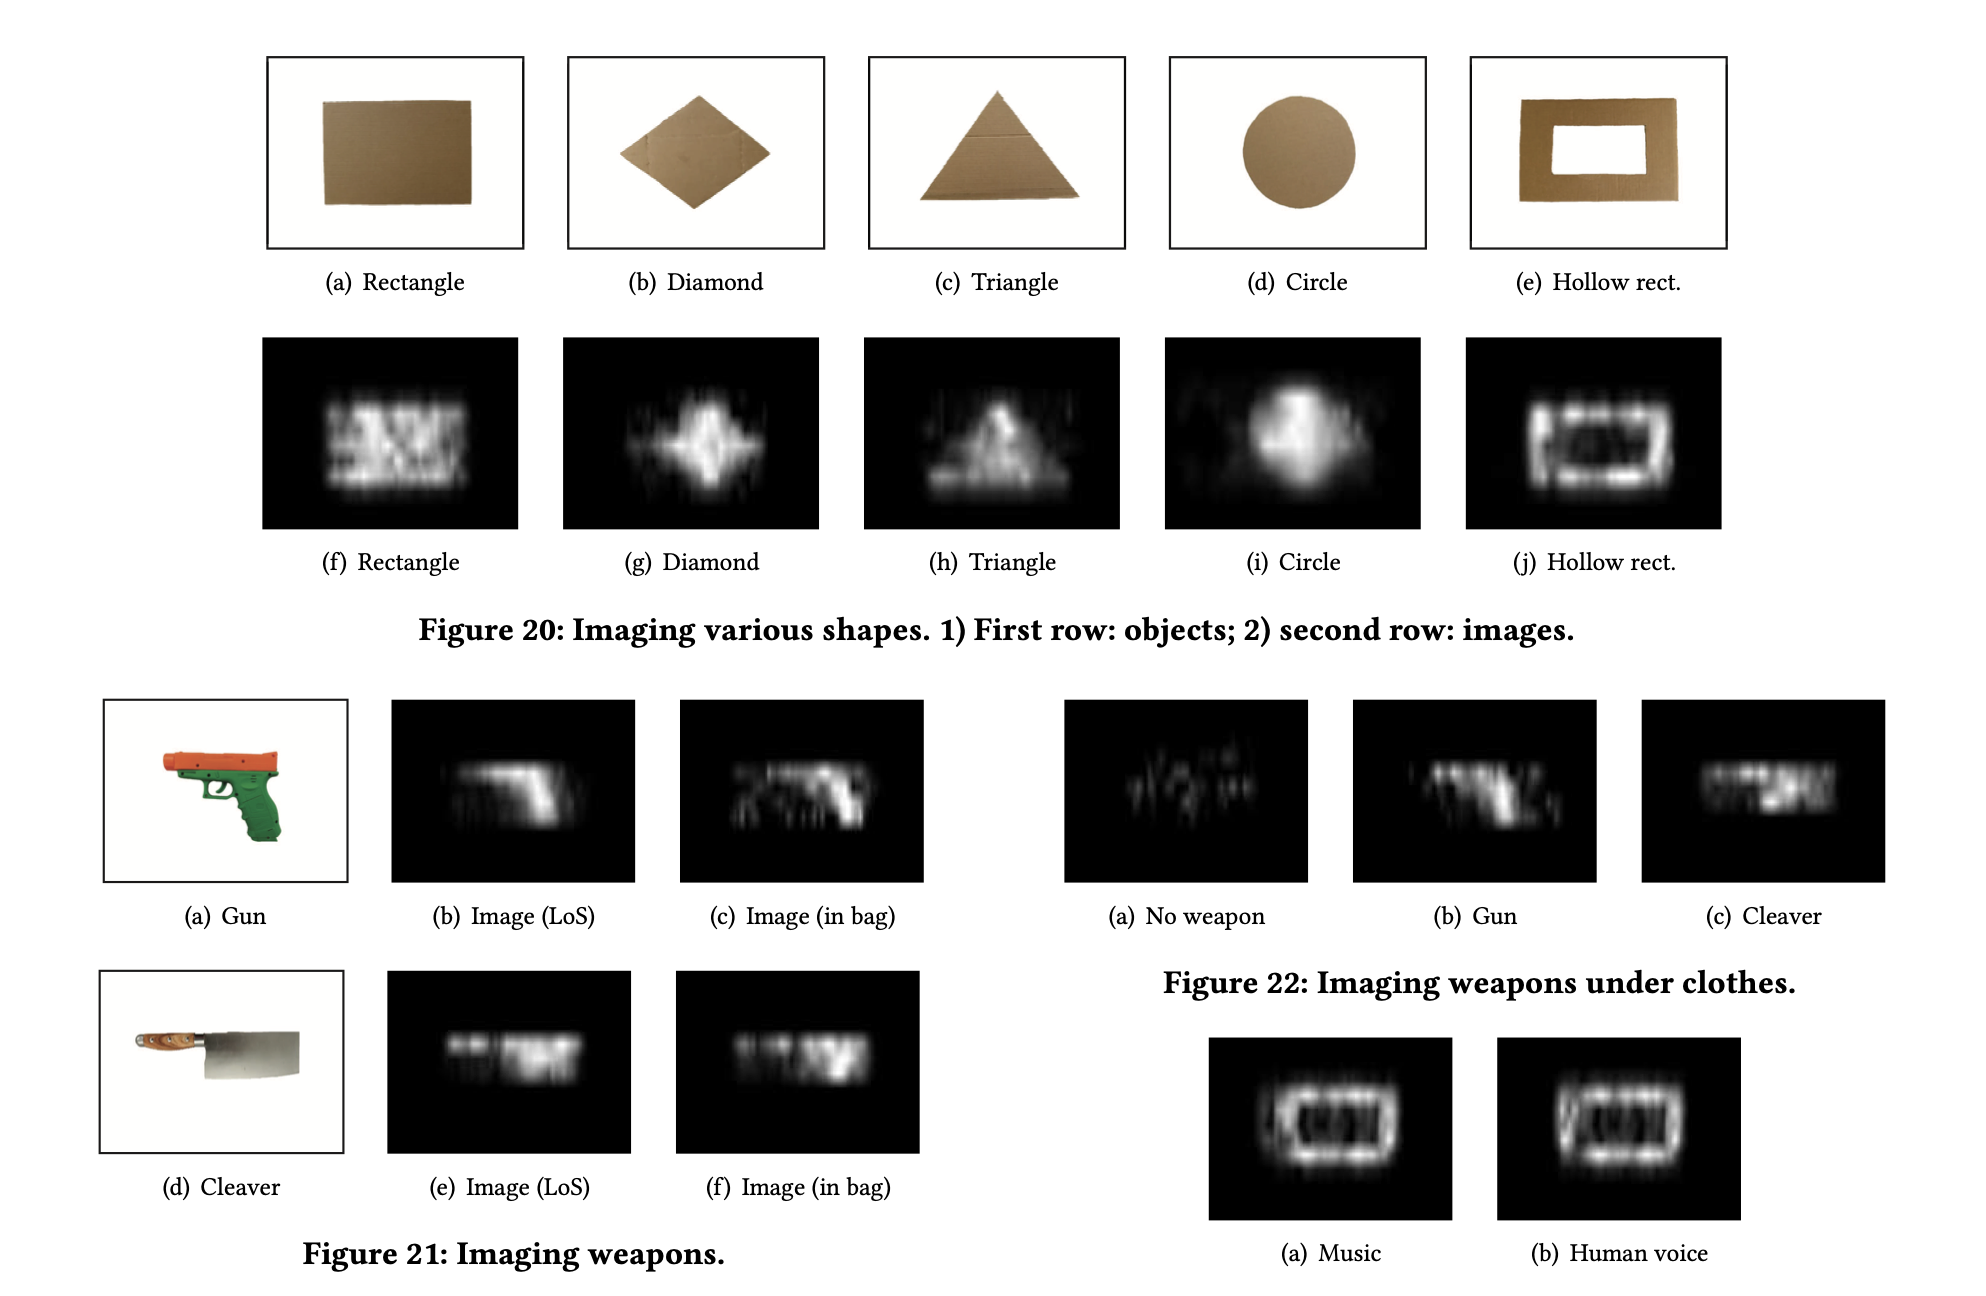 (a) Rectangle
(b) Diamond
(c) Triangle
(d) Circle
(e) Hollow rect.
(f) Rectangle
(g) Diamond
(h) Triangle
(i) Circle
(j) Hollow rect.
Figure 20: Imaging various shapes. 1) First row: objects; 2) second row: images.
(a) Gun
(b) Image (LoS)
(c) Image (in bag)
(d) Cleaver
(e) Image (LoS)
(f) Image (in bag)
Figure 21: Imaging weapons.
(a) No weapon
(b) Gun
(c) Cleaver
Figure 22: Imaging weapons under clothes.
(a) Music
(b) Human voice